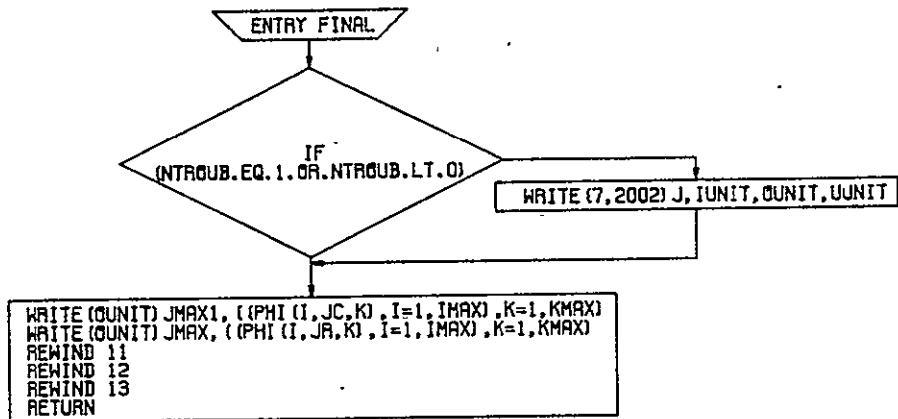 ENTRY FINAL
IF
(NTROUB.EQ.1.OR.NTROUB.LT.0)
WRITE(7,2002)J,IUNIT,OUNIT,UUNIT
WRITE(OUNIT)JMAX1,((PHI(I,JC,K),I=1,IMAX),K=1,KMAX)
WRITE(OUNIT)JMAX,((PHI(I,JR,K),I=1,IMAX),K=1,KMAX)
REWIND 11
REWIND 12
REWIND 13
RETURN